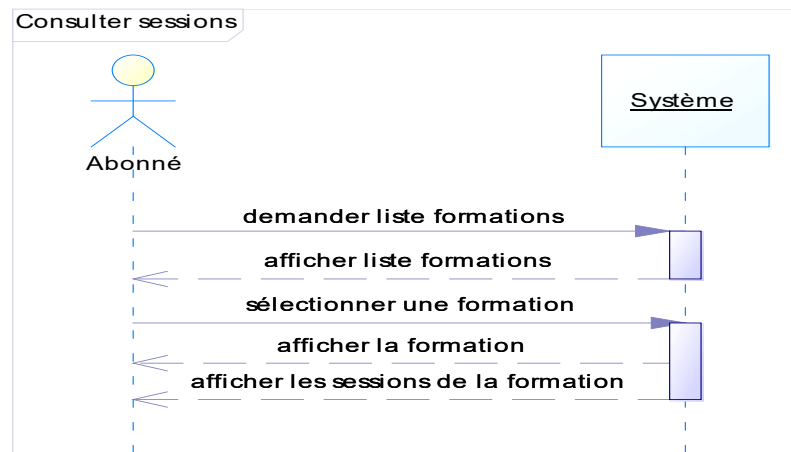 Consulter sessions
Système
Abonné
demander liste formations
afficher liste formations
sélectionner une formation
afficher la formation
afficher les sessions de la formation